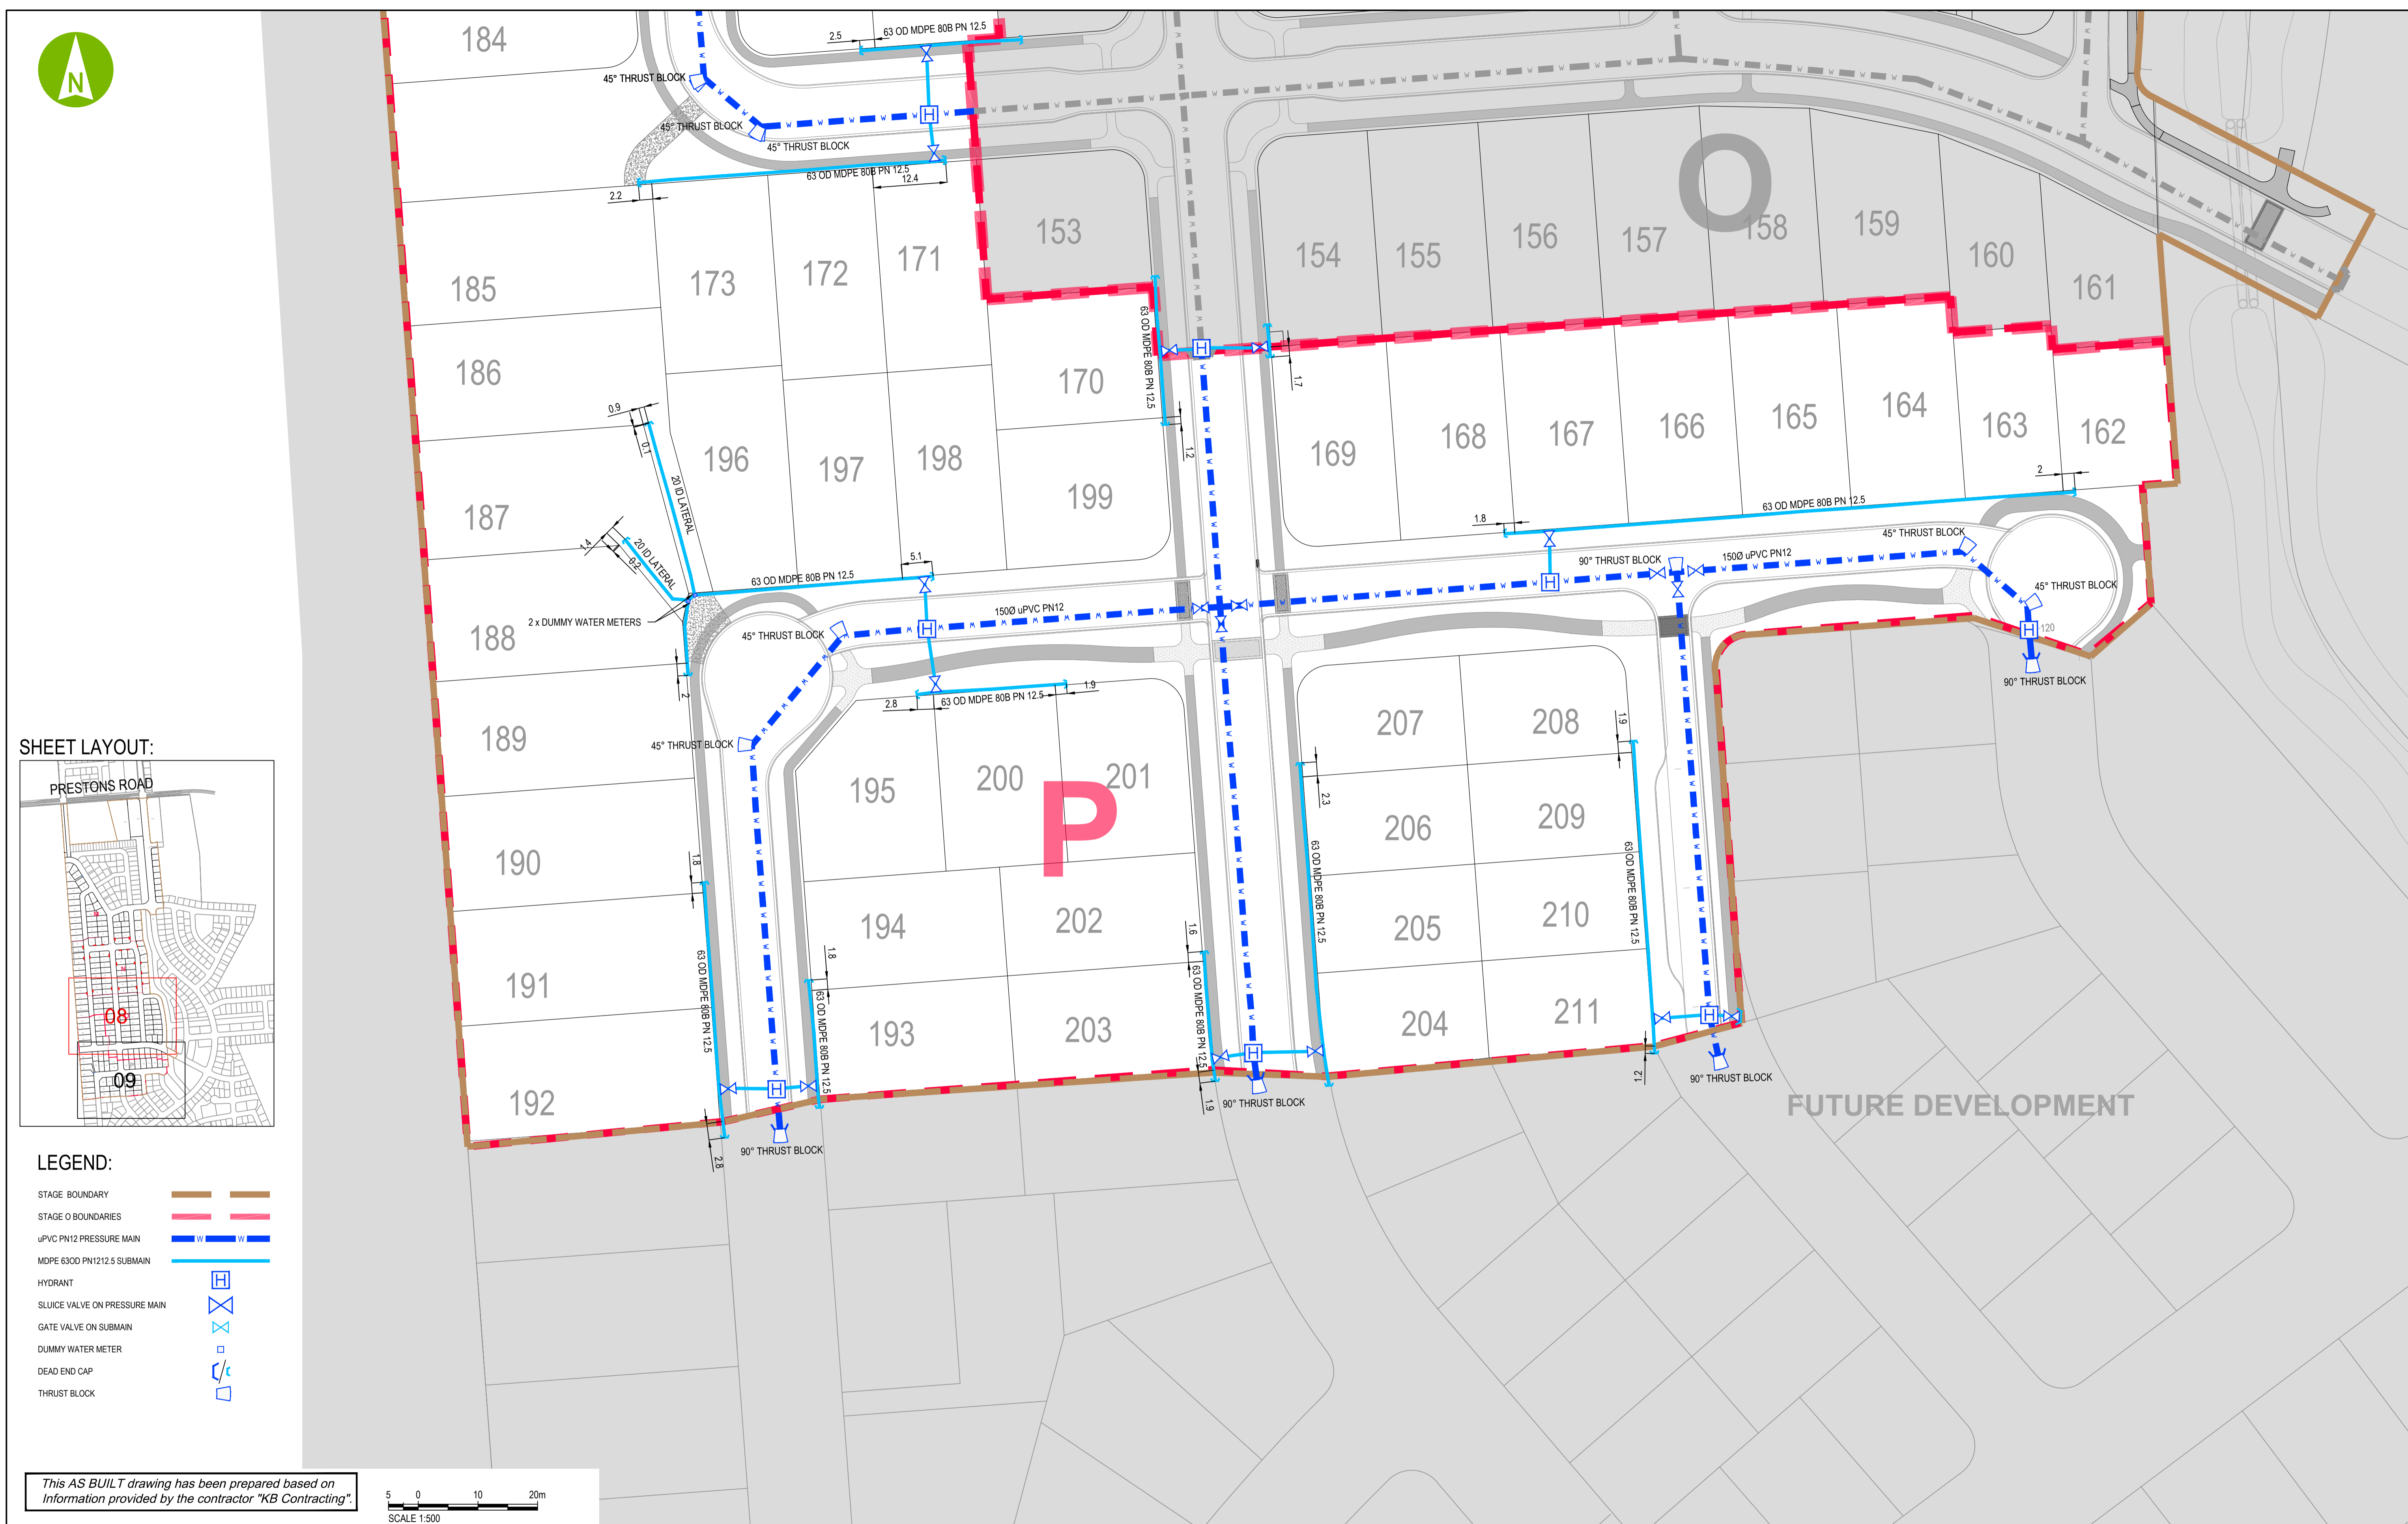 N
184
2.5
63 OD MDPE 80B PN 12.5
45° THRUST BLOCK
45° THRUST BLOCK
45° THRUST BLOCK
63 OD MDPE 80B PN 12.5
12.4
2.2
O
153
154
155
156
157
158
159
160
161
185
173
172
171
63 OD MDPE 80B PN 12.5
186
170
1.7
0.9
0.1
1.2
187
196
197
198
199
169
168
167
166
165
164
163
162
20 ID LATERAL
1.4
0.2
20 ID LATERAL
2
1.8
63 OD MDPE 80B PN 12.5
5.1
63 OD MDPE 80B PN 12.5
90° THRUST BLOCK
150Ø uPVC PN12
45° THRUST BLOCK
45° THRUST BLOCK
150Ø uPVC PN12
2 x DUMMY WATER METERS
45° THRUST BLOCK
188
2
120
90° THRUST BLOCK
2.8
63 OD MDPE 80B PN 12.5
1.9
189
45° THRUST BLOCK
195
200
201
P
207
208
1.9
2.3
206
209
190
1.8
63 OD MDPE 80B PN 12.5
63 OD MDPE 80B PN 12.5
194
202
205
210
1.6
1.8
191
63 OD MDPE 80B PN 12.5
63 OD MDPE 80B PN 12.5
63 OD MDPE 80B PN 12.5
193
203
204
211
192
2.8
90° THRUST BLOCK
1.9
90° THRUST BLOCK
1.2
90° THRUST BLOCK
FUTURE DEVELOPMENT
SHEET LAYOUT:
PRESTONS ROAD
08
09
LEGEND:
STAGE BOUNDARY
STAGE O BOUNDARIES
uPVC PN12 PRESSURE MAIN
W W
MDPE 63OD PN1212.5 SUBMAIN
HYDRANT
H
SLUICE VALVE ON PRESSURE MAIN
GATE VALVE ON SUBMAIN
DUMMY WATER METER
DEAD END CAP
/
THRUST BLOCK
This AS BUILT drawing has been prepared based on
Information provided by the contractor "KB Contracting".
5 0 10 20m
SCALE 1:500